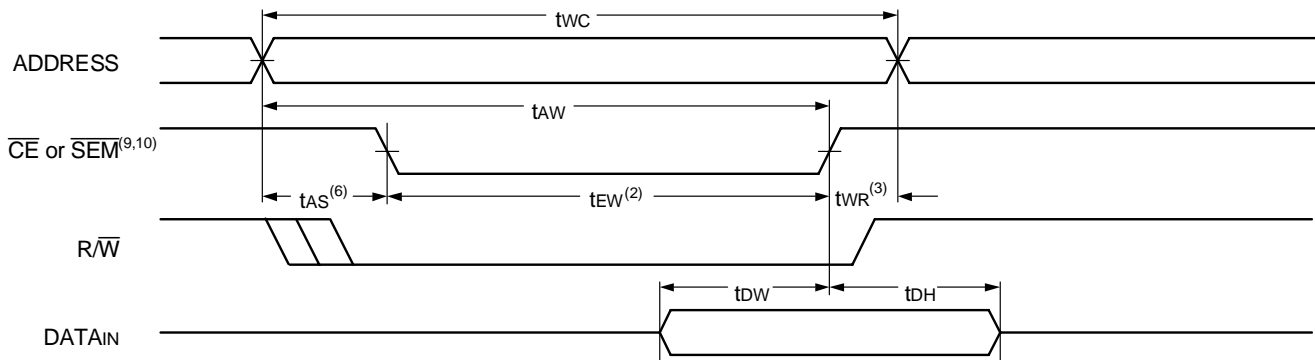 tWC
ADDRESS
tAW
CE or SEM(9,10)
tAS(6)
tEW(2)
tWR(3)
R/W
tDW
tDH
DATAIN